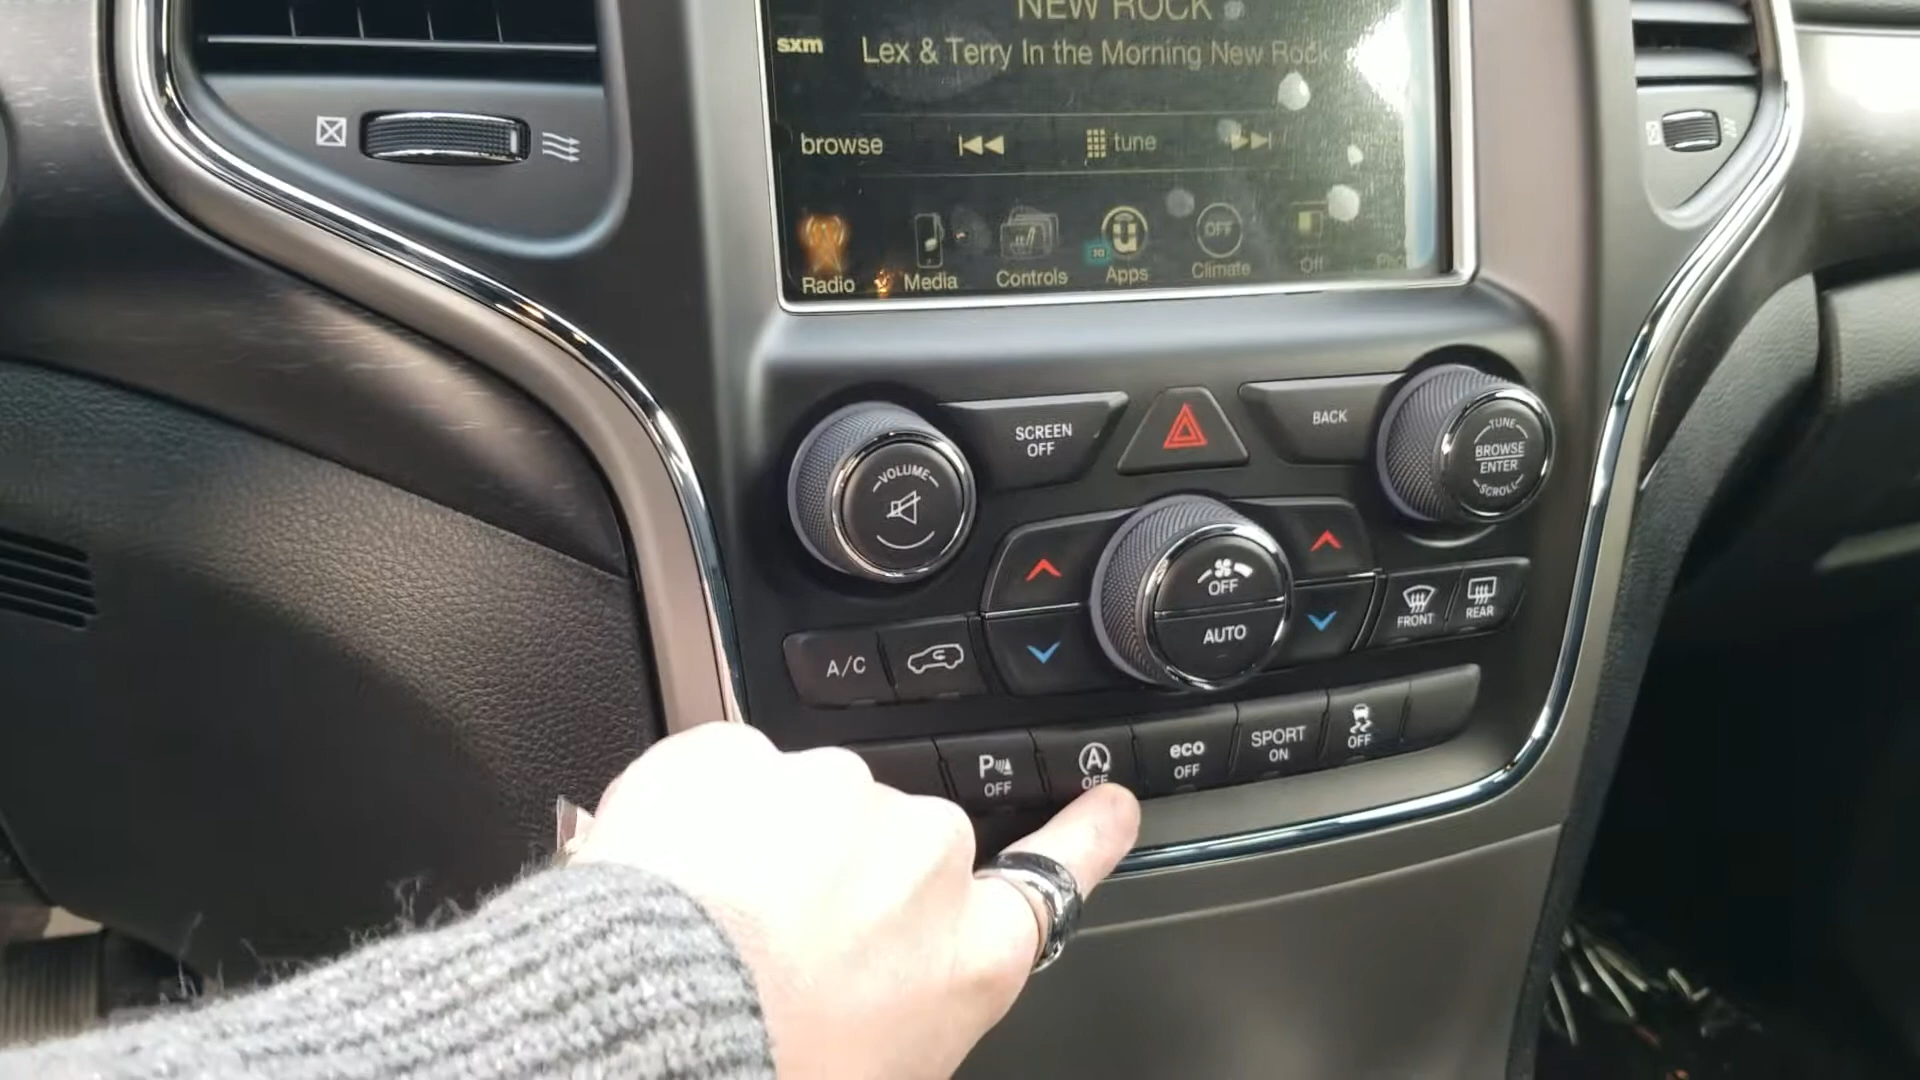 NEW ROCK
sxm
Lex & Terry In the Morning New Rock
browse
tune
OFF
Radio
Media
Controls
Apps
Climate
Off
SCREEN
OFF
BACK
TUNE
BROWSE
ENTER
SCROLL
VOLUME
OFF
AUTO
FRONT
REAR
A/C
P
OFF
A
OFF
eco
OFF
SPORT
ON
OFF